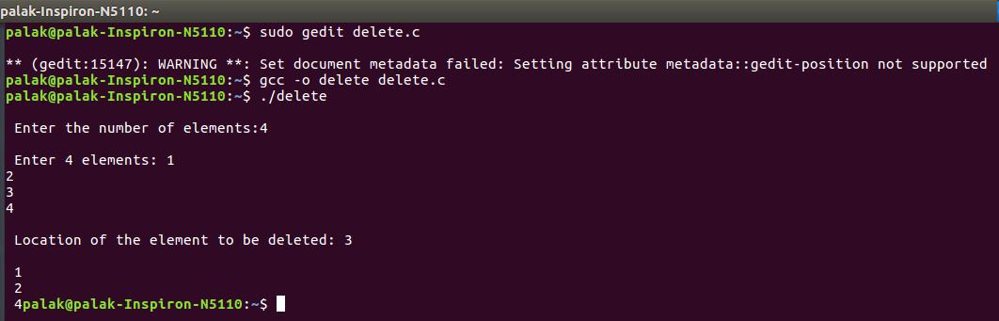 palak-Inspiron-N5110: ~
palak@palak-Inspiron-N5110:~$ sudo gedit delete.c
** (gedit:15147): WARNING **: Set document metadata failed: Setting attribute metadata::gedit-position not supported
palak@palak-Inspiron-N5110:~$ gcc -o delete delete.c
palak@palak-Inspiron-N5110:~$ ./delete
Enter the number of elements:4
Enter 4 elements: 1
2
3
4
Location of the element to be deleted: 3
1
2
4palak@palak-Inspiron-N5110:~$